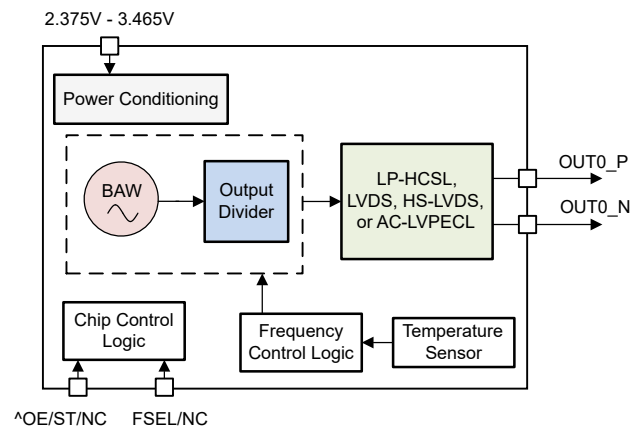 2.375V - 3.465V
Power Conditioning
BAW
Output
Divider
LP-HCSL,
LVDS, HS-LVDS,
or AC-LVPECL
OUT0_P
OUT0_N
Chip Control
Logic
Frequency
Control Logic
Temperature
Sensor
^OE/ST/NC
FSEL/NC